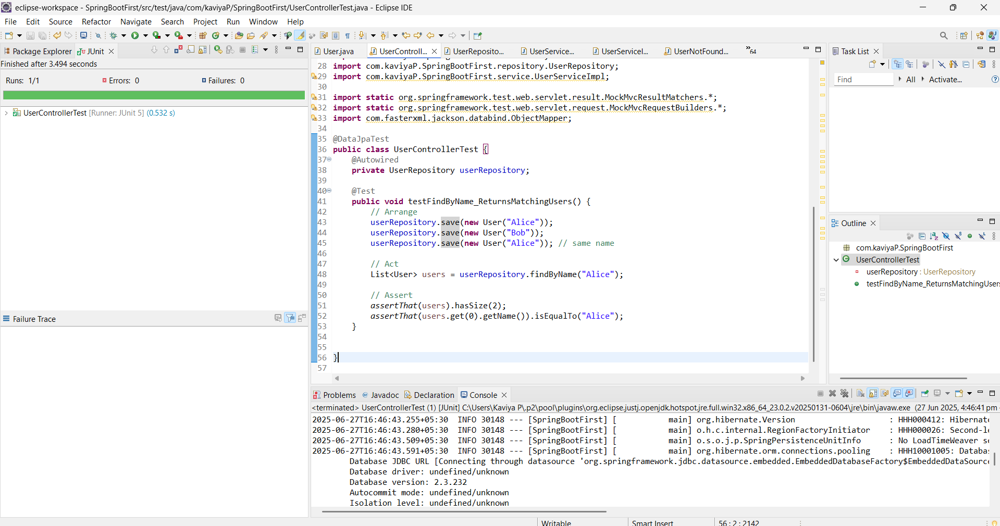 eclipse-workspace - SpringBootFirst/src/test/java/com/kaviyaP/SpringBootFirst/UserControllerTest.java - Eclipse IDE
File Edit Source Refactor Navigate Search Project Run Window Help
Package Explorer JUnit
Finished after 3.494 seconds
Runs: 1/1 Errors: 0 Failures: 0
UserControllerTest [Runner: JUnit 5] (0.532 s)
Failure Trace
User.java UserControll... UserReposito... UserService... UserServiceI... UserNotFound... »64
28 import com.kaviyaP.SpringBootFirst.repository.UserRepository;
29 import com.kaviyaP.SpringBootFirst.service.UserServiceImpl;
30
31 import static org.springframework.test.web.servlet.result.MockMvcResultMatchers.*;
32 import static org.springframework.test.web.servlet.request.MockMvcRequestBuilders.*;
33 import com.fasterxml.jackson.databind.ObjectMapper;
34
35 @DataJpaTest
36 public class UserControllerTest {
37 @Autowired
38 private UserRepository userRepository;
39
40 @Test
41 public void testFindByName_ReturnsMatchingUsers() {
42 // Arrange
43 userRepository.save(new User("Alice"));
44 userRepository.save(new User("Bob"));
45 userRepository.save(new User("Alice")); // same name
46
47 // Act
48 List<User> users = userRepository.findByName("Alice");
49
50 // Assert
51 assertThat(users).hasSize(2);
52 assertThat(users.get(0).getName()).isEqualTo("Alice");
53 }
54
55
56 }
57
Task List
Find All Activate...
Outline
com.kaviyaP.SpringBootFirst
UserControllerTest
userRepository : UserRepository
testFindByName_ReturnsMatchingUsers
Problems Javadoc Declaration Console
<terminated> UserControllerTest (1) [JUnit] C:\Users\Kaviya P\.p2\pool\plugins\org.eclipse.justj.openjdk.hotspot.jre.full.win32.x86_64_23.0.2.v20250131-0604\jre\bin\javaw.exe (27 Jun 2025, 4:46:41 pm -
2025-06-27T16:46:43.255+05:30 INFO 30148 --- [SpringBootFirst] [ main] org.hibernate.Version : HHH000412: Hibernate
2025-06-27T16:46:43.280+05:30 INFO 30148 --- [SpringBootFirst] [ main] o.h.c.internal.RegionFactoryInitiator : HHH000026: Second-le
2025-06-27T16:46:43.509+05:30 INFO 30148 --- [SpringBootFirst] [ main] o.s.o.j.p.SpringPersistenceUnitInfo : No LoadTimeWeaver se
2025-06-27T16:46:43.591+05:30 INFO 30148 --- [SpringBootFirst] [ main] org.hibernate.orm.connections.pooling : HHH10001005: Databas
Database JDBC URL [Connecting through datasource 'org.springframework.jdbc.datasource.embedded.EmbeddedDatabaseFactory$EmbeddedDataSource
Database driver: undefined/unknown
Database version: 2.3.232
Autocommit mode: undefined/unknown
Isolation level: undefined/unknown
Writable Smart Insert 56 : 2 : 2142